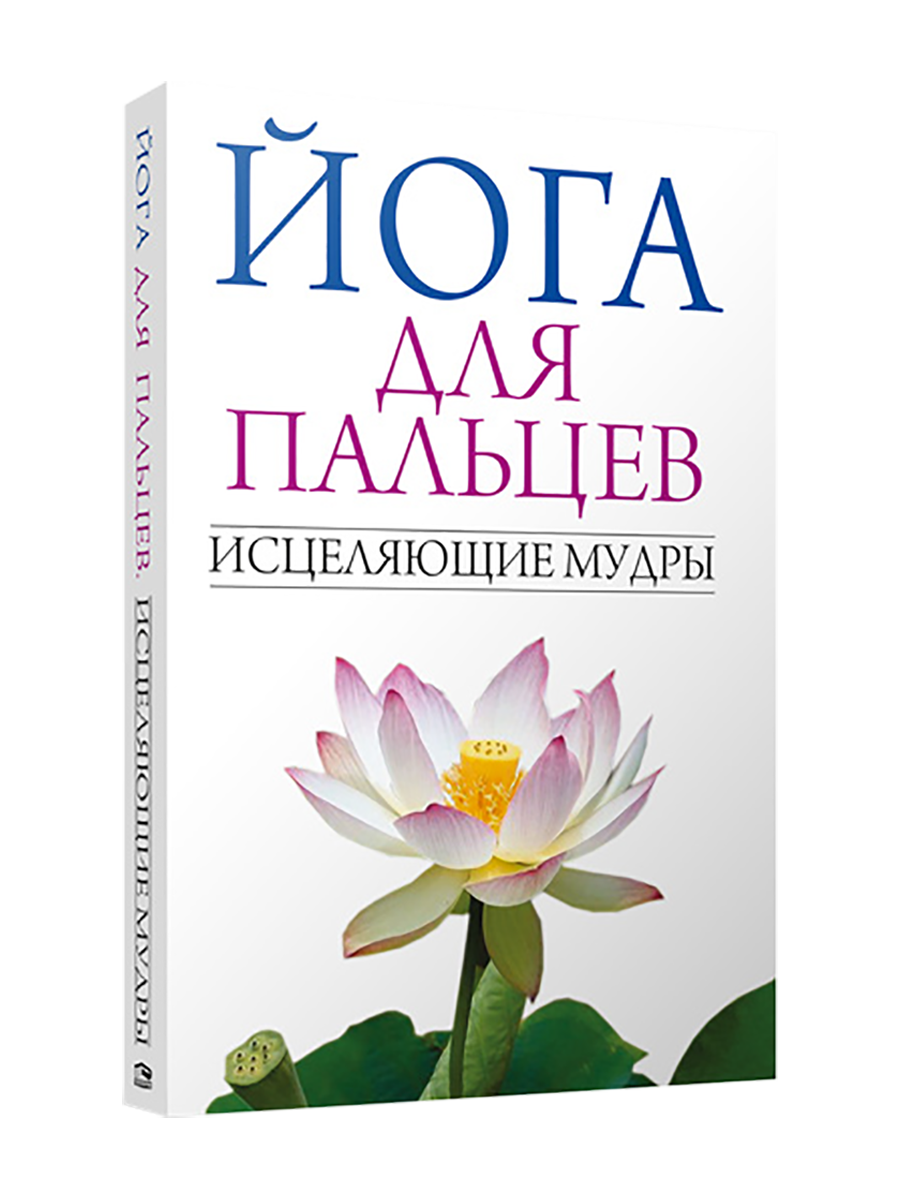 ЙОГА
ДЛЯ
ПАЛЬЦЕВ
ИСЦЕЛЯЮЩИЕ МУДРЫ
ЙОГА ДЛЯ ПАЛЬЦЕВ. ИСЦЕЛЯЮЩИЕ МУДРЫ